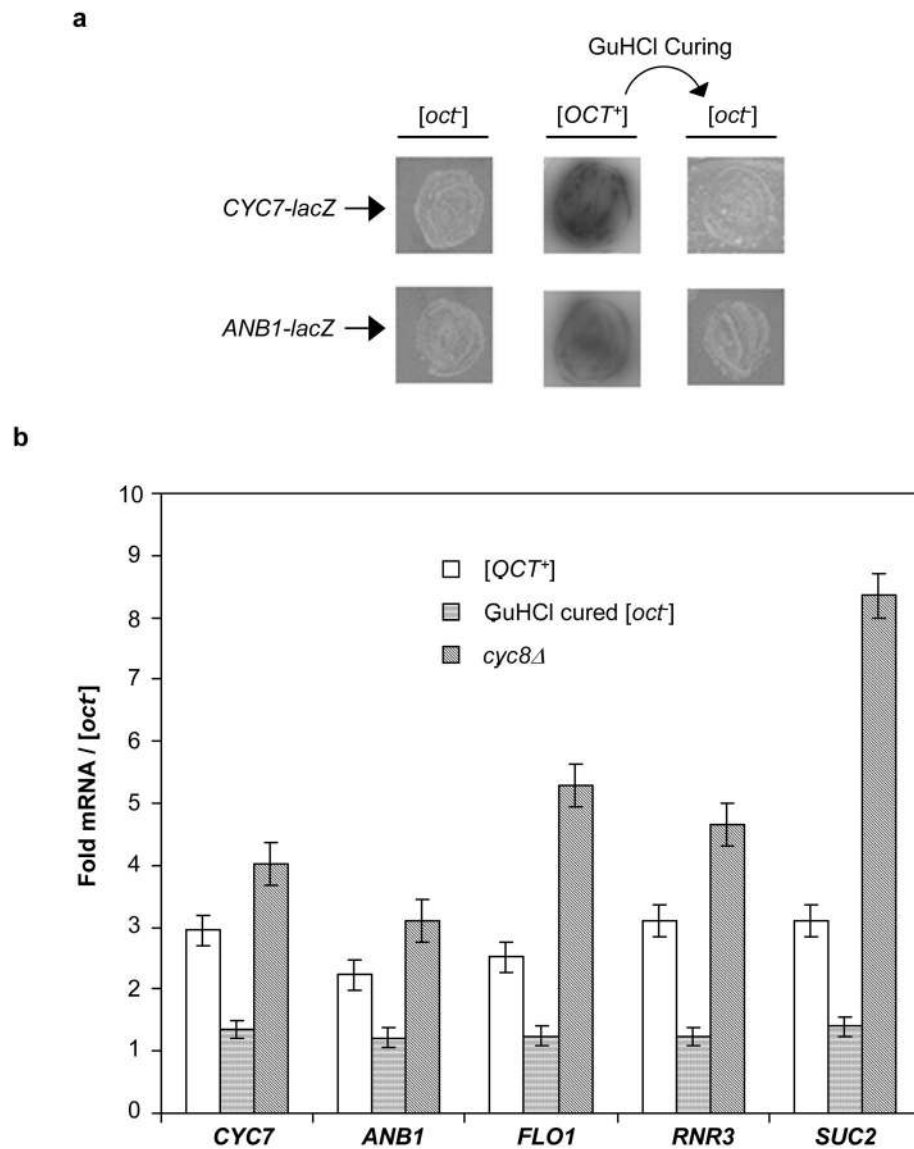 a
GuHCl Curing
[oct-] [OCT+] [oct-]
CYC7-lacZ
ANB1-lacZ
b
10
9
8
7
6
5
4
3
2
1
0
Fold mRNA / [oct-]
[OCT+]
GuHCl cured [oct-]
cyc8Δ
CYC7 ANB1 FLO1 RNR3 SUC2